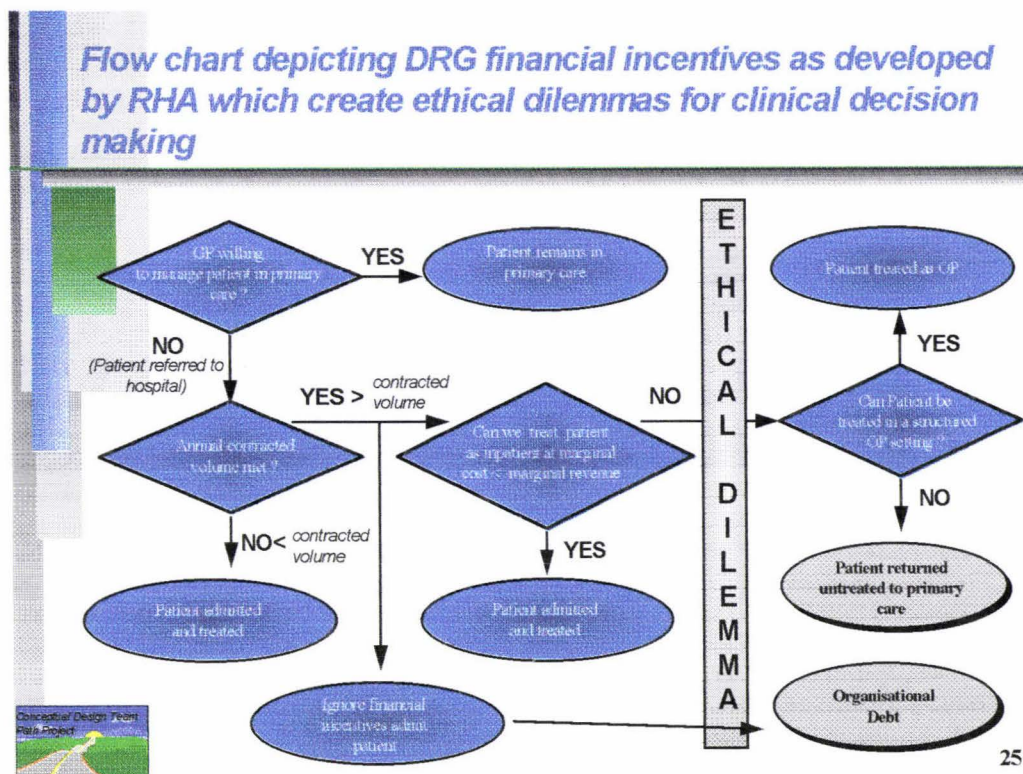 Flow chart depicting DRG financial incentives as developed
by RHA which create ethical dilemmas for clinical decision
making
GP willing
to manage patient in primary
care ?
YES
Patient remains in
primary care
NO
(Patient referred to
hospital)
Annual contracted
volume met ?
YES > contracted
volume
NO< contracted
volume
Patient admitted
and treated
Can we treat patient
as inpatient at marginal
cost < marginal revenue
NO
YES
Patient admitted
and treated
Ignore financial
incentives admit
patient
ETHICAL DILEMMA
Patient treated as OP
YES
Can Patient be
treated in a structured
OP setting ?
NO
Patient returned
untreated to primary
care
Organisational
Debt
Conceptual Design Team
Path Project
25